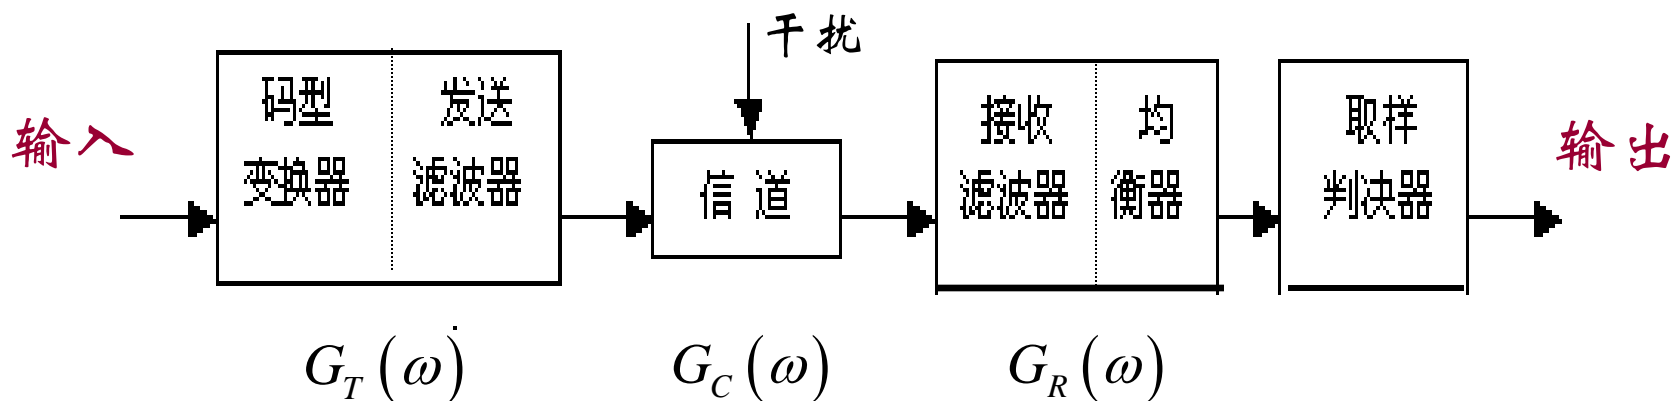 干扰
输入
码型
变换器
发送
滤波器
信道
接收
滤波器
均
衡器
取样
判决器
输出
G_T(ω)
G_C(ω)
G_R(ω)